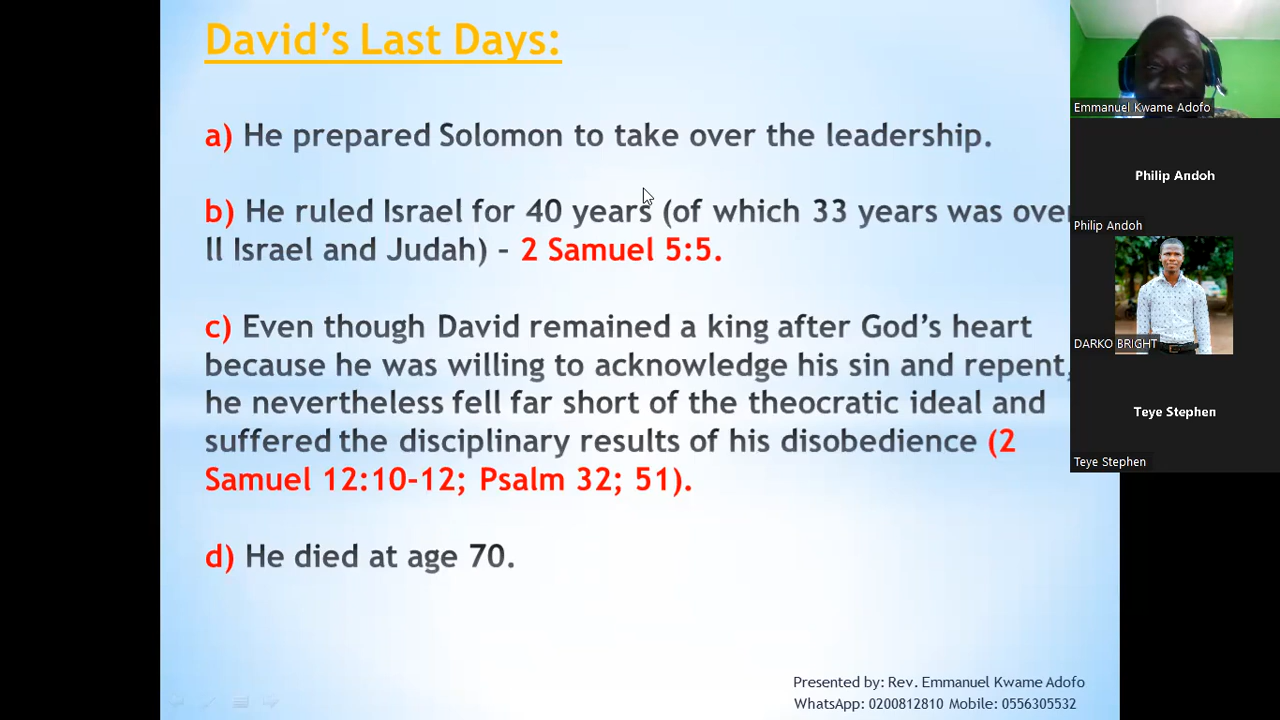 David’s Last Days:
a) He prepared Solomon to take over the leadership.
b) He ruled Israel for 40 years (of which 33 years was over
ll Israel and Judah) – 2 Samuel 5:5.
c) Even though David remained a king after God’s heart
because he was willing to acknowledge his sin and repent,
he nevertheless fell far short of the theocratic ideal and
suffered the disciplinary results of his disobedience (2
Samuel 12:10-12; Psalm 32; 51).
d) He died at age 70.
Presented by: Rev. Emmanuel Kwame Adofo
WhatsApp: 0200812810 Mobile: 0556305532
Emmanuel Kwame Adofo
Philip Andoh
Philip Andoh
DARKO BRIGHT
Teye Stephen
Teye Stephen